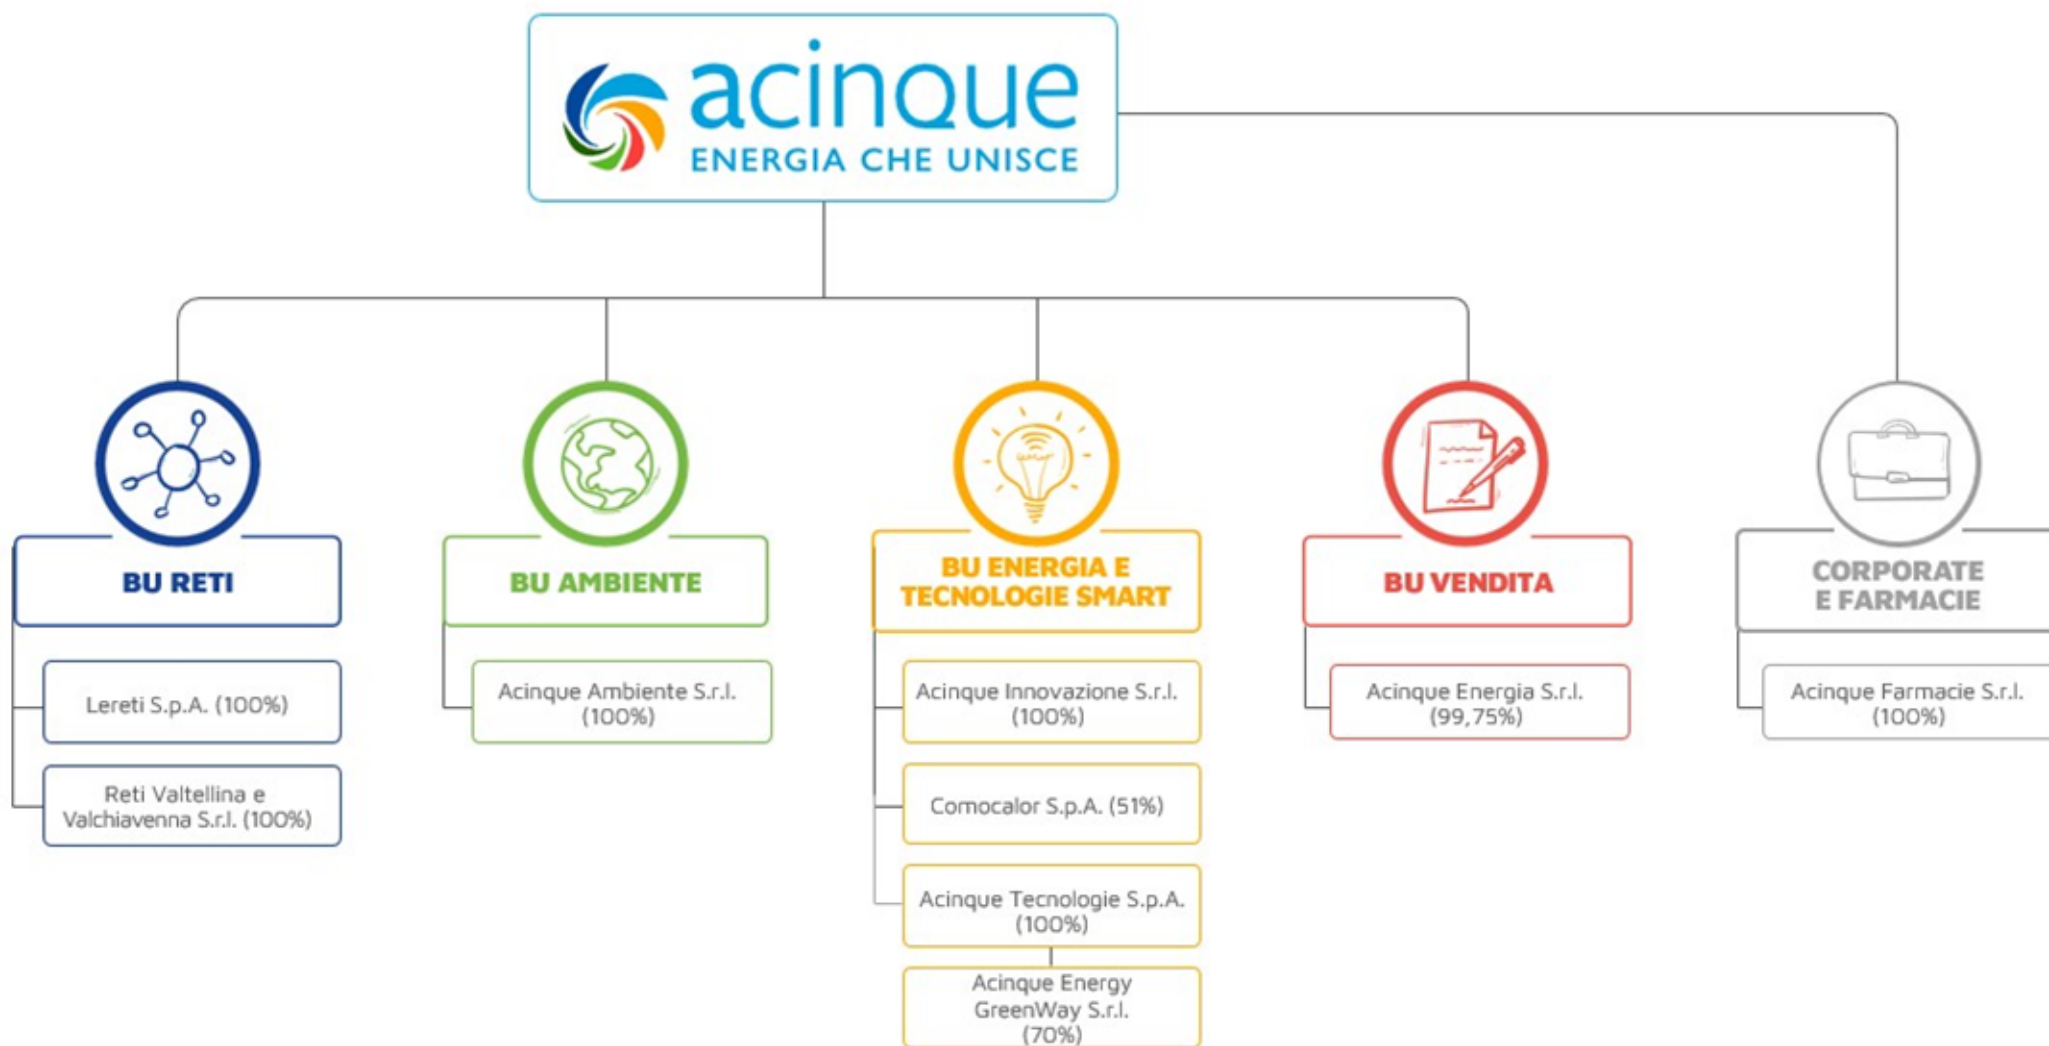 acinque
ENERGIA CHE UNISCE
BU RETI
Lereti S.p.A. (100%)
Reti Valtellina e
Valchiavenna S.r.l. (100%)
BU AMBIENTE
Acinque Ambiente S.r.l.
(100%)
BU ENERGIA E
TECNOLOGIE SMART
Acinque Innovazione S.r.l.
(100%)
Comocalor S.p.A. (51%)
Acinque Tecnologie S.p.A.
(100%)
Acinque Energy
GreenWay S.r.l.
(70%)
BU VENDITA
Acinque Energia S.r.l.
(99,75%)
CORPORATE
E FARMACIE
Acinque Farmacie S.r.l.
(100%)